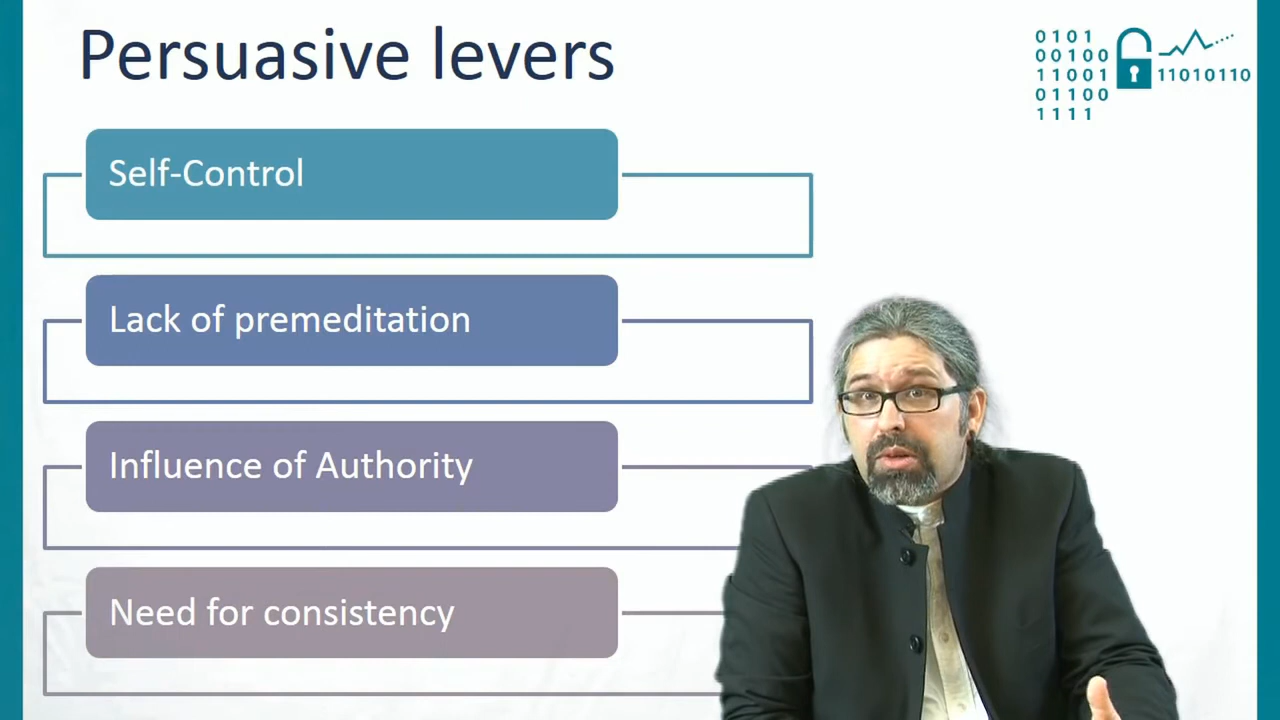 Persuasive levers
0101
00100
11001
11010110
01100
1111
Self-Control
Lack of premeditation
Influence of Authority
Need for consistency